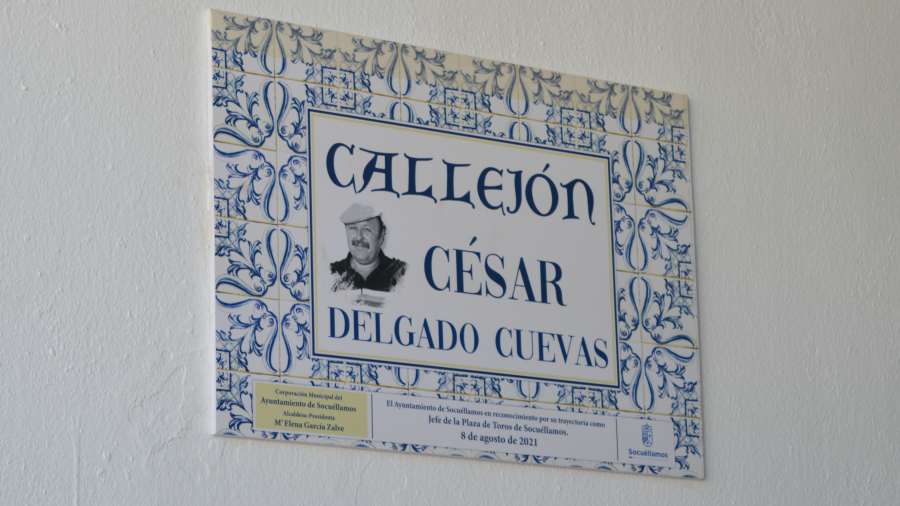 CALLEJÓN
CÉSAR
DELGADO CUEVAS
Corporación Municipal del
Ayuntamiento de Socuéllamos
Alcaldesa-Presidenta
Mª Elena García Zalve
El Ayuntamiento de Socuéllamos en reconocimiento por su trayectoria como
Jefe de la Plaza de Toros de Socuéllamos.
8 de agosto de 2021
Socuéllamos